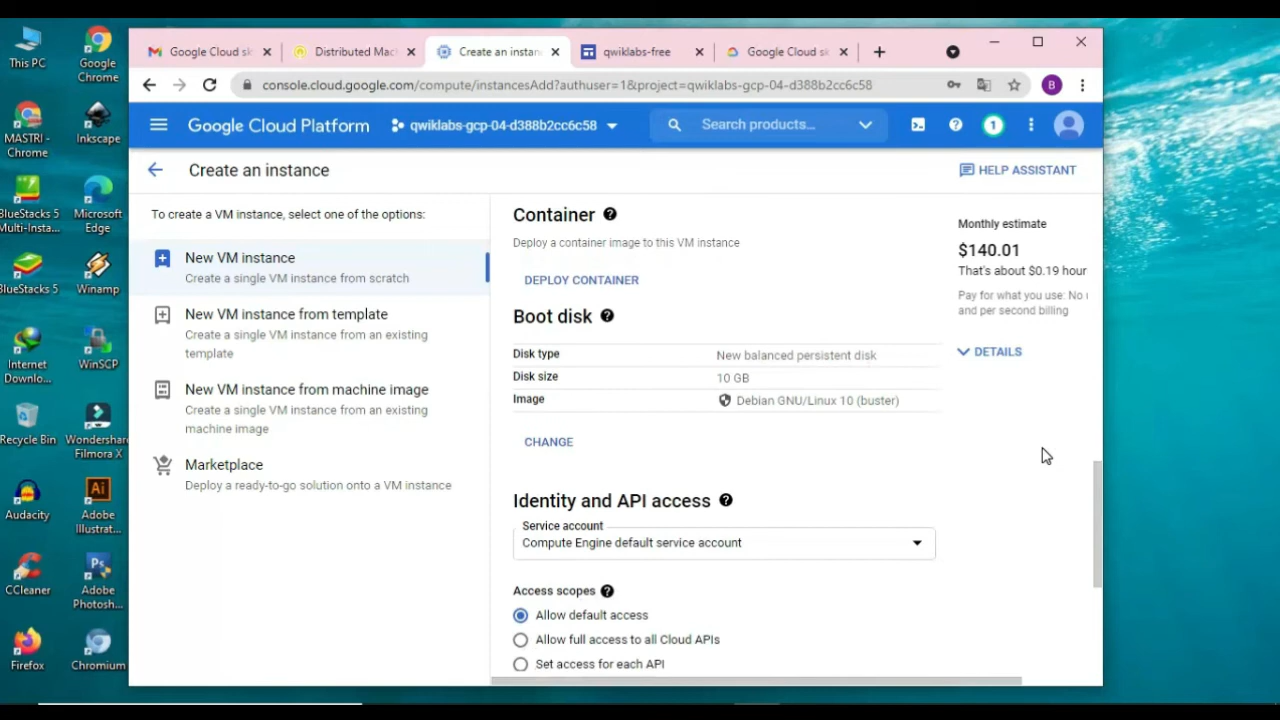 This PC
Google
Chrome
MASTRI -
Chrome
Inkscape
BlueStacks 5
Multi-Insta...
Microsoft
Edge
BlueStacks 5
Winamp
Internet
Downlo...
WinSCP
Recycle Bin
Wondershare
Filmora X
Audacity
Adobe
Illustrat...
CCleaner
Adobe
Photosh...
Firefox
Chromium
Google Cloud sk
Distributed Mac
Create an instan
qwiklabs-free
Google Cloud sk
console.cloud.google.com/compute/instancesAdd?authuser=1&project=qwiklabs-gcp-04-d388b2cc6c58
B
Google Cloud Platform
qwiklabs-gcp-04-d388b2cc6c58
Search products...
1
Create an instance
HELP ASSISTANT
To create a VM instance, select one of the options:
New VM instance
Create a single VM instance from scratch
New VM instance from template
Create a single VM instance from an existing
template
New VM instance from machine image
Create a single VM instance from an existing
machine image
Marketplace
Deploy a ready-to-go solution onto a VM instance
Container
Deploy a container image to this VM instance
DEPLOY CONTAINER
Boot disk
Disk type New balanced persistent disk
Disk size 10 GB
Image Debian GNU/Linux 10 (buster)
CHANGE
Identity and API access
Service account
Compute Engine default service account
Access scopes
Allow default access
Allow full access to all Cloud APIs
Set access for each API
Monthly estimate
$140.01
That's about $0.19 hour
Pay for what you use: No
and per second billing
DETAILS